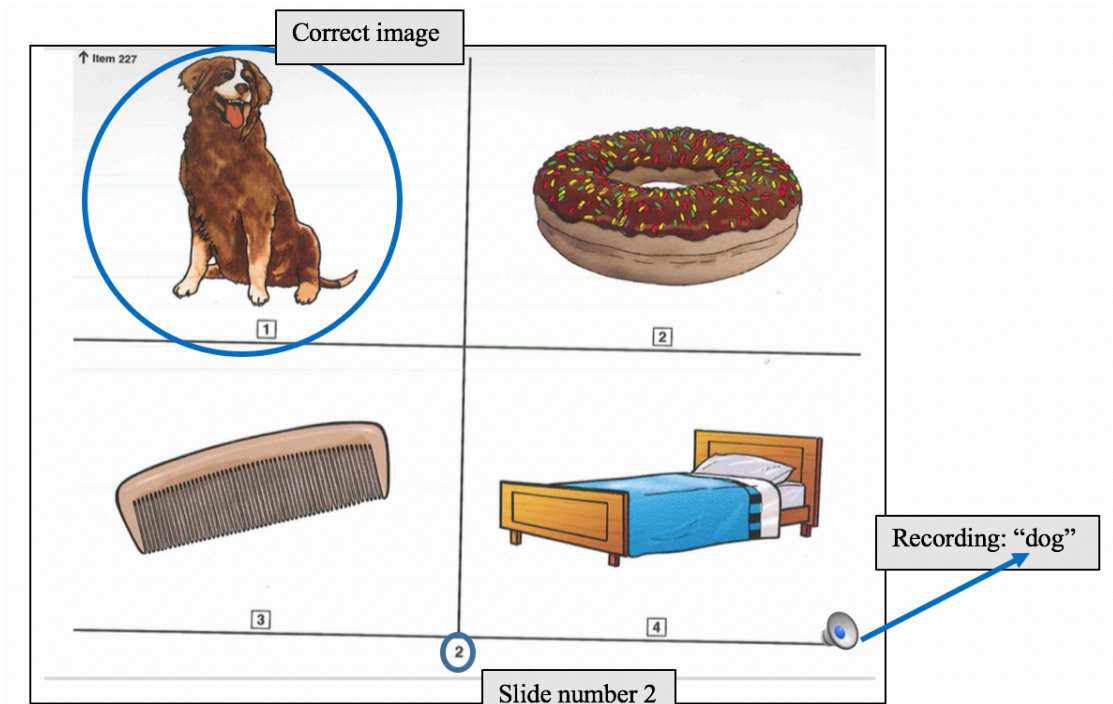 Correct image
↑ Item 227
1
2
3
4
Recording: “dog”
2
Slide number 2